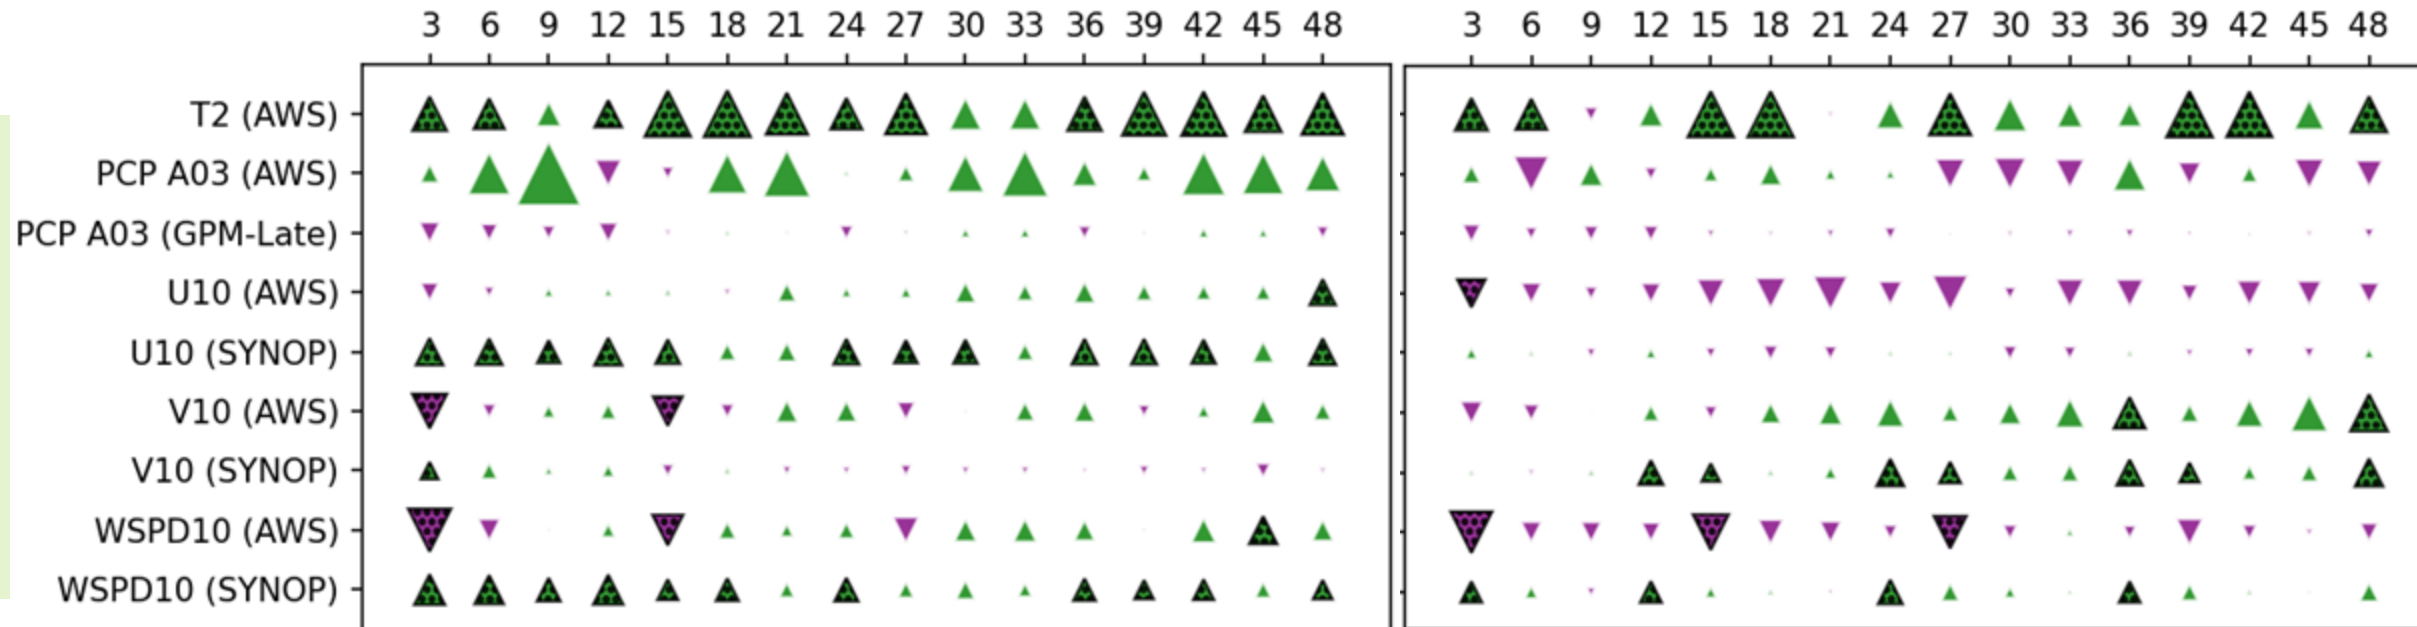 3 6 9 12 15 18 21 24 27 30 33 36 39 42 45 48 3 6 9 12 15 18 21 24 27 30 33 36 39 42 45 48
T2 (AWS)
PCP A03 (AWS)
PCP A03 (GPM-Late)
U10 (AWS)
U10 (SYNOP)
V10 (AWS)
V10 (SYNOP)
WSPD10 (AWS)
WSPD10 (SYNOP)